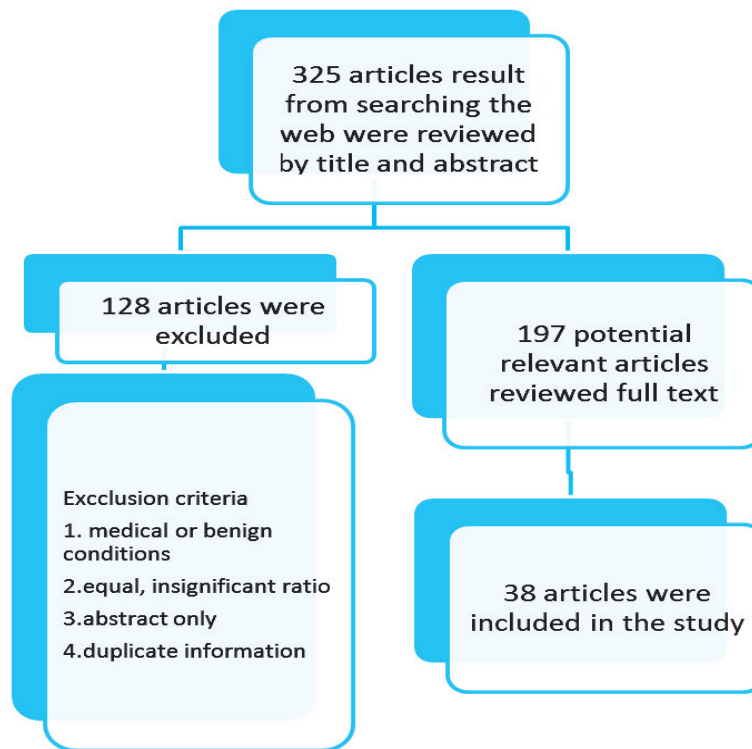 325 articles result
from searching the
web were reviewed
by title and abstract
128 articles were
excluded
197 potential
relevant articles
reviewed full text
Excclusion criteria
1. medical or benign
conditions
2.equal, insignificant ratio
3.abstract only
4.duplicate information
38 articles were
included in the study